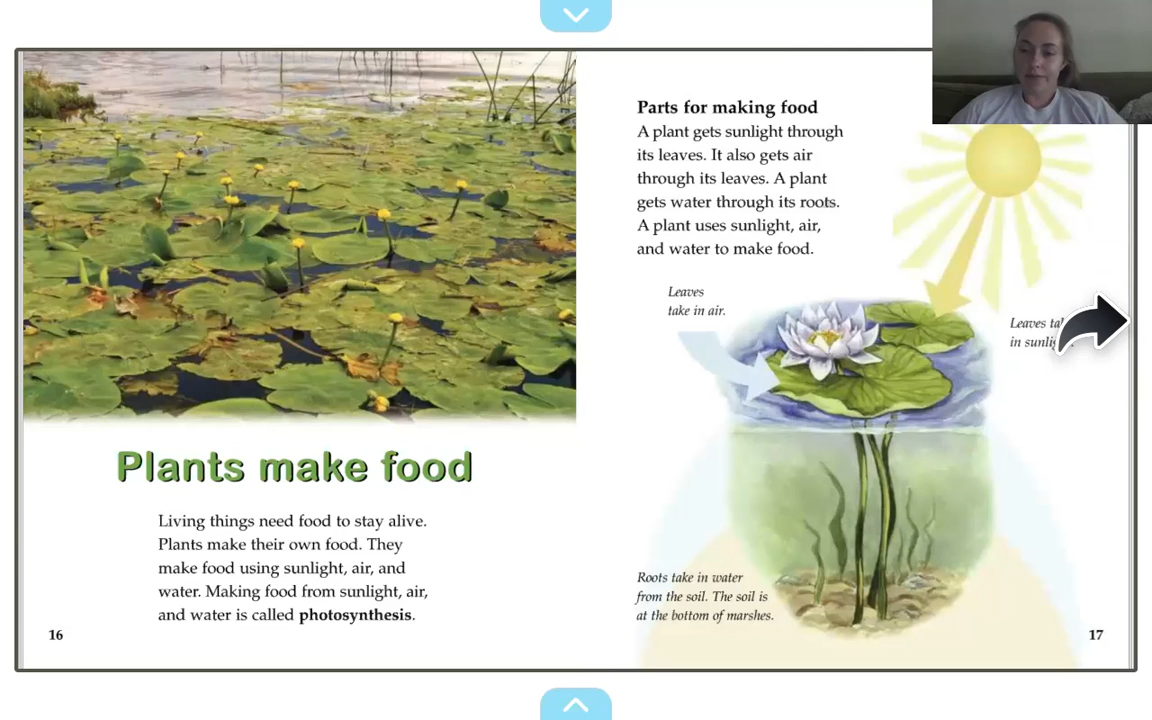 Plants make food
Living things need food to stay alive.
Plants make their own food. They
make food using sunlight, air, and
water. Making food from sunlight, air,
and water is called photosynthesis.
16
Parts for making food
A plant gets sunlight through
its leaves. It also gets air
through its leaves. A plant
gets water through its roots.
A plant uses sunlight, air,
and water to make food.
Leaves
take in air.
Leaves
in
Roots take in water
from the soil. The soil is
at the bottom of marshes.
17